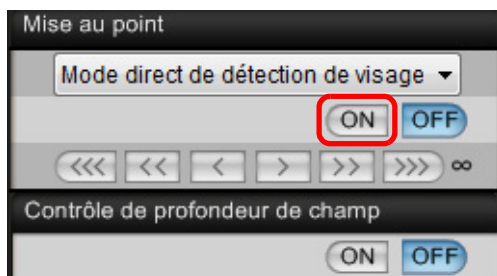 Mise au point
Mode direct de détection de visage
ON OFF
<<< << < > >> >>> ∞
Contrôle de profondeur de champ
ON OFF